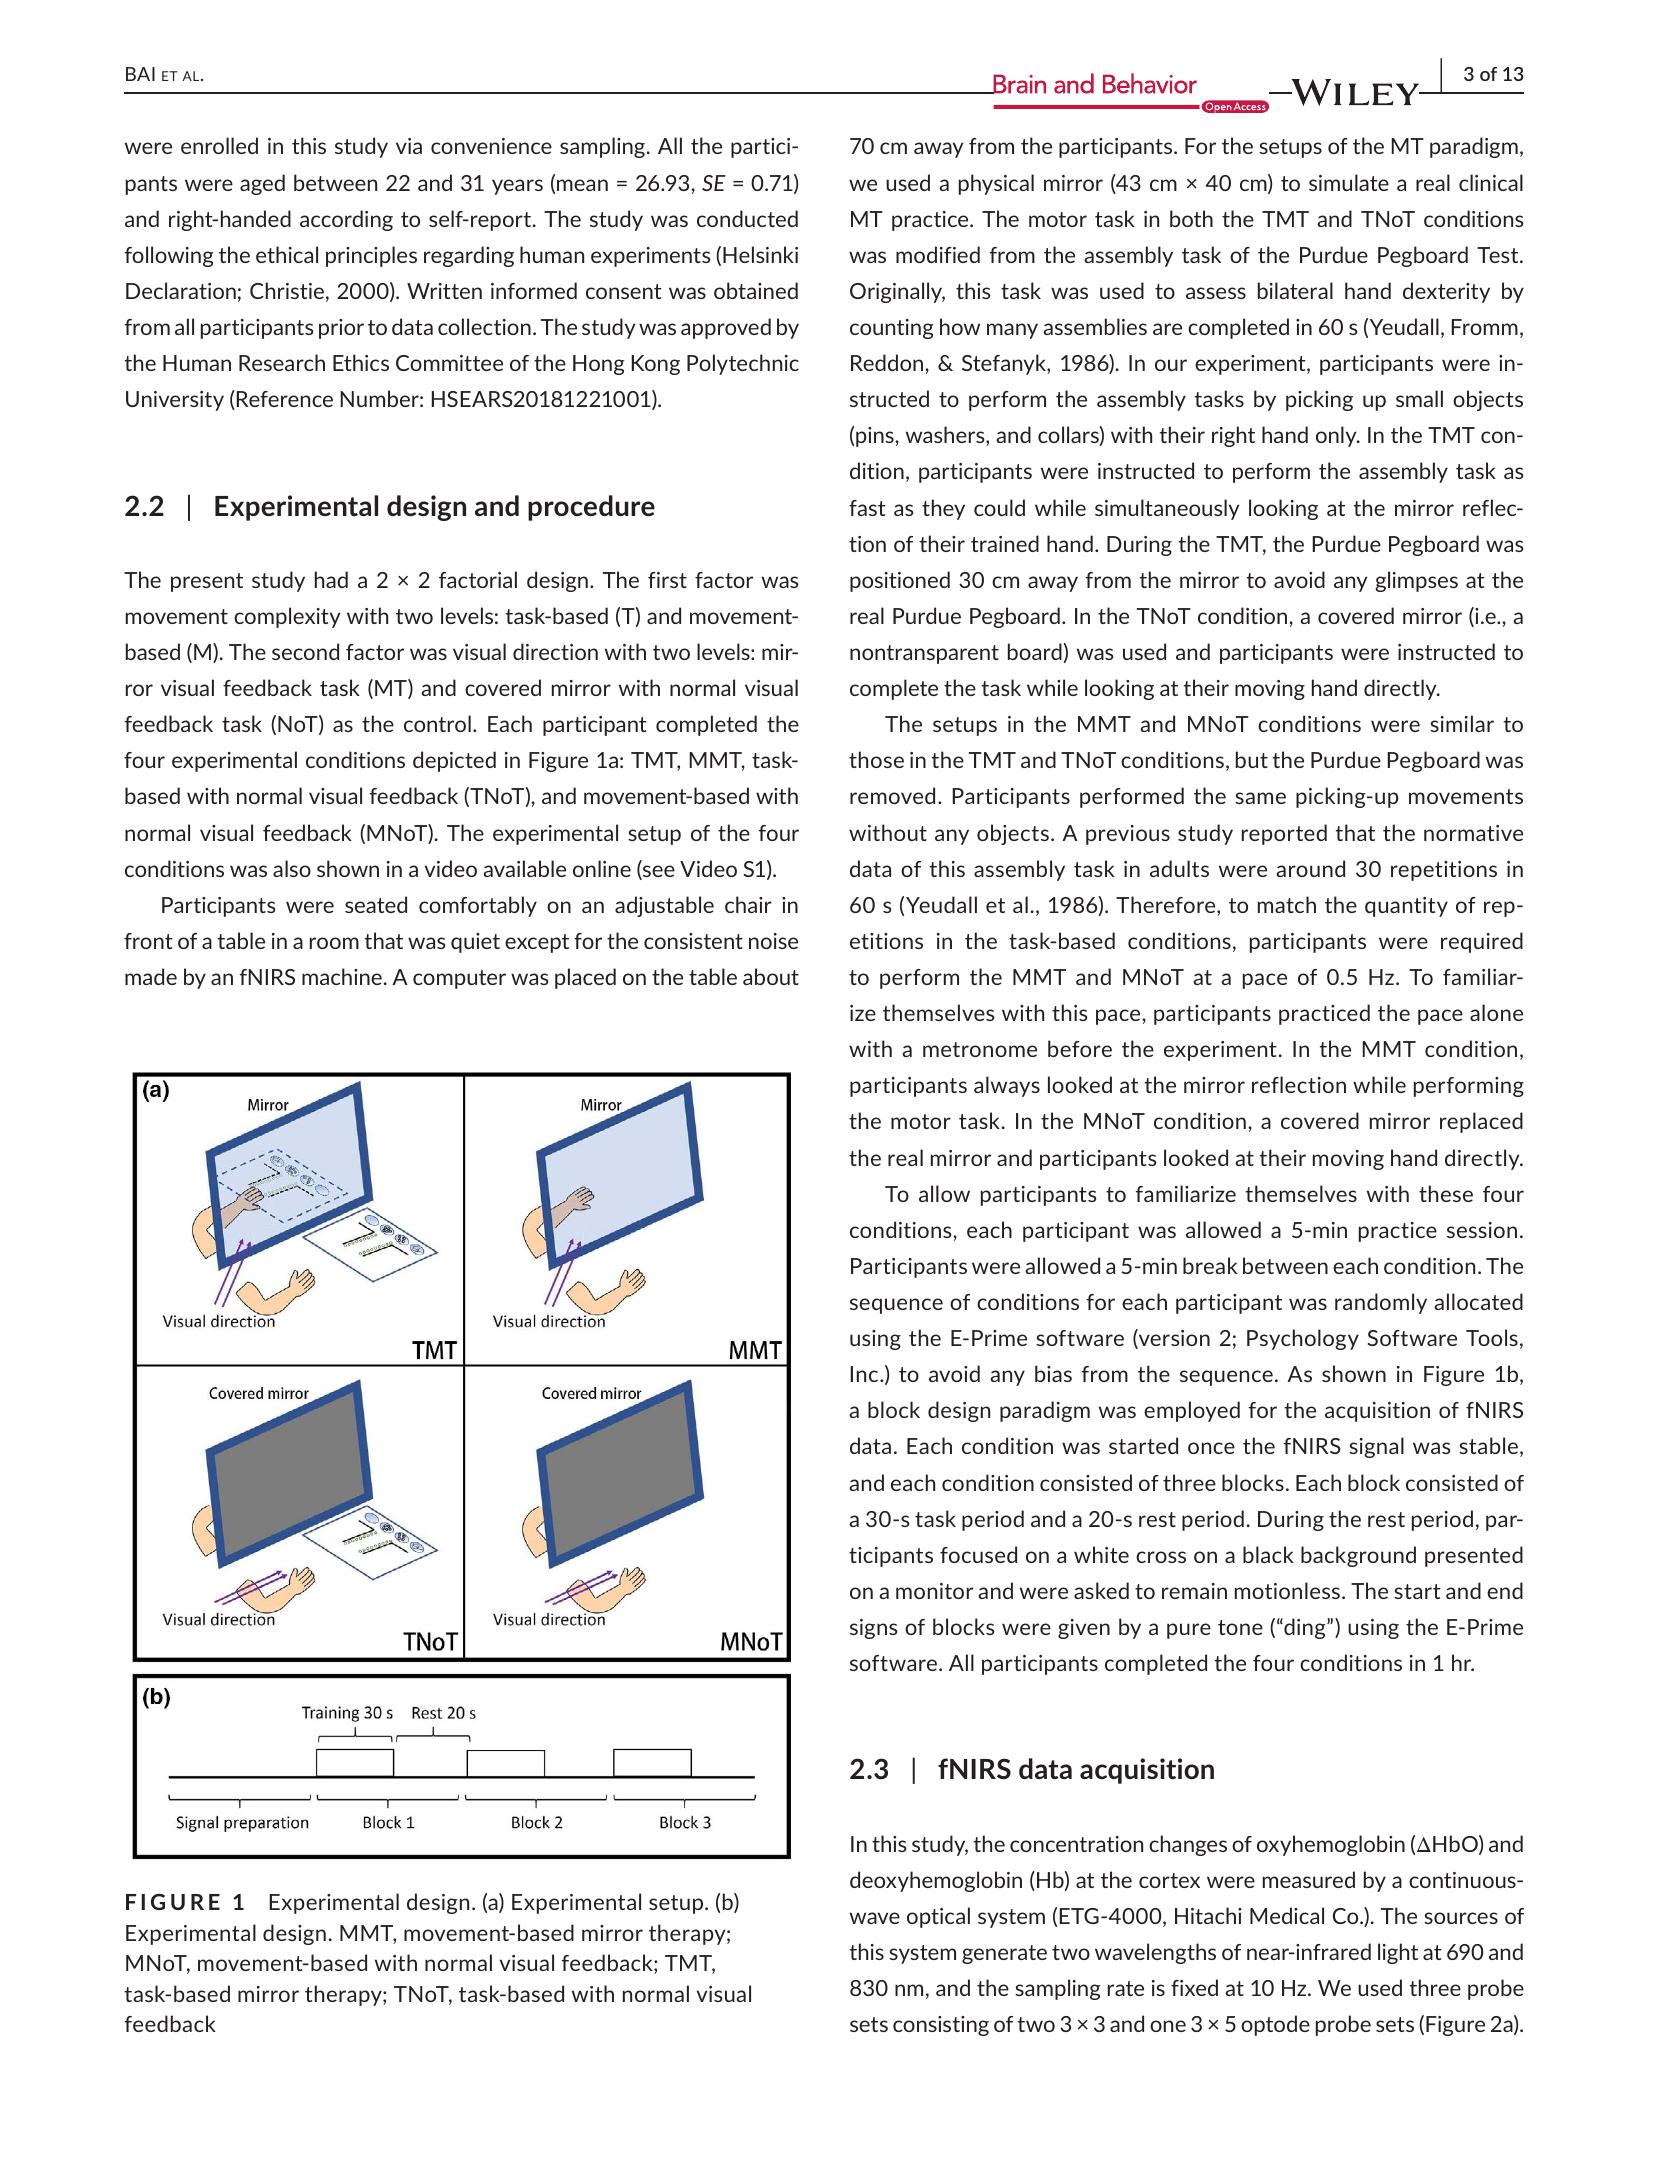 BAI ET AL.
Brain and Behavior
Open Access
WILEY
3 of 13
were enrolled in this study via convenience sampling. All the partici-
pants were aged between 22 and 31 years (mean = 26.93, SE = 0.71)
and right-handed according to self-report. The study was conducted
following the ethical principles regarding human experiments (Helsinki
Declaration; Christie, 2000). Written informed consent was obtained
from all participants prior to data collection. The study was approved by
the Human Research Ethics Committee of the Hong Kong Polytechnic
University (Reference Number: HSEARS20181221001).
2.2 | Experimental design and procedure
The present study had a 2 × 2 factorial design. The first factor was
movement complexity with two levels: task-based (T) and movement-
based (M). The second factor was visual direction with two levels: mir-
ror visual feedback task (MT) and covered mirror with normal visual
feedback task (NoT) as the control. Each participant completed the
four experimental conditions depicted in Figure 1a: TMT, MMT, task-
based with normal visual feedback (TNoT), and movement-based with
normal visual feedback (MNoT). The experimental setup of the four
conditions was also shown in a video available online (see Video S1).
Participants were seated comfortably on an adjustable chair in
front of a table in a room that was quiet except for the consistent noise
made by an fNIRS machine. A computer was placed on the table about
(a)
Mirror
Visual direction
TMT
Mirror
Visual direction
MMT
Covered mirror
Visual direction
TNoT
Covered mirror
Visual direction
MNoT
(b)
Training 30 s
Rest 20 s
Signal preparation
Block 1
Block 2
Block 3
FIGURE 1 Experimental design. (a) Experimental setup. (b)
Experimental design. MMT, movement-based mirror therapy;
MNoT, movement-based with normal visual feedback; TMT,
task-based mirror therapy; TNoT, task-based with normal visual
feedback
70 cm away from the participants. For the setups of the MT paradigm,
we used a physical mirror (43 cm × 40 cm) to simulate a real clinical
MT practice. The motor task in both the TMT and TNoT conditions
was modified from the assembly task of the Purdue Pegboard Test.
Originally, this task was used to assess bilateral hand dexterity by
counting how many assemblies are completed in 60 s (Yeudall, Fromm,
Reddon, & Stefanyk, 1986). In our experiment, participants were in-
structed to perform the assembly tasks by picking up small objects
(pins, washers, and collars) with their right hand only. In the TMT con-
dition, participants were instructed to perform the assembly task as
fast as they could while simultaneously looking at the mirror reflec-
tion of their trained hand. During the TMT, the Purdue Pegboard was
positioned 30 cm away from the mirror to avoid any glimpses at the
real Purdue Pegboard. In the TNoT condition, a covered mirror (i.e., a
nontransparent board) was used and participants were instructed to
complete the task while looking at their moving hand directly.
The setups in the MMT and MNoT conditions were similar to
those in the TMT and TNoT conditions, but the Purdue Pegboard was
removed. Participants performed the same picking-up movements
without any objects. A previous study reported that the normative
data of this assembly task in adults were around 30 repetitions in
60 s (Yeudall et al., 1986). Therefore, to match the quantity of rep-
etitions in the task-based conditions, participants were required
to perform the MMT and MNoT at a pace of 0.5 Hz. To familiar-
ize themselves with this pace, participants practiced the pace alone
with a metronome before the experiment. In the MMT condition,
participants always looked at the mirror reflection while performing
the motor task. In the MNoT condition, a covered mirror replaced
the real mirror and participants looked at their moving hand directly.
To allow participants to familiarize themselves with these four
conditions, each participant was allowed a 5-min practice session.
Participants were allowed a 5-min break between each condition. The
sequence of conditions for each participant was randomly allocated
using the E-Prime software (version 2; Psychology Software Tools,
Inc.) to avoid any bias from the sequence. As shown in Figure 1b,
a block design paradigm was employed for the acquisition of fNIRS
data. Each condition was started once the fNIRS signal was stable,
and each condition consisted of three blocks. Each block consisted of
a 30-s task period and a 20-s rest period. During the rest period, par-
ticipants focused on a white cross on a black background presented
on a monitor and were asked to remain motionless. The start and end
signs of blocks were given by a pure tone (“ding”) using the E-Prime
software. All participants completed the four conditions in 1 hr.
2.3 | fNIRS data acquisition
In this study, the concentration changes of oxyhemoglobin (ΔHbO) and
deoxyhemoglobin (Hb) at the cortex were measured by a continuous-
wave optical system (ETG-4000, Hitachi Medical Co.). The sources of
this system generate two wavelengths of near-infrared light at 690 and
830 nm, and the sampling rate is fixed at 10 Hz. We used three probe
sets consisting of two 3 × 3 and one 3 × 5 optode probe sets (Figure 2a).